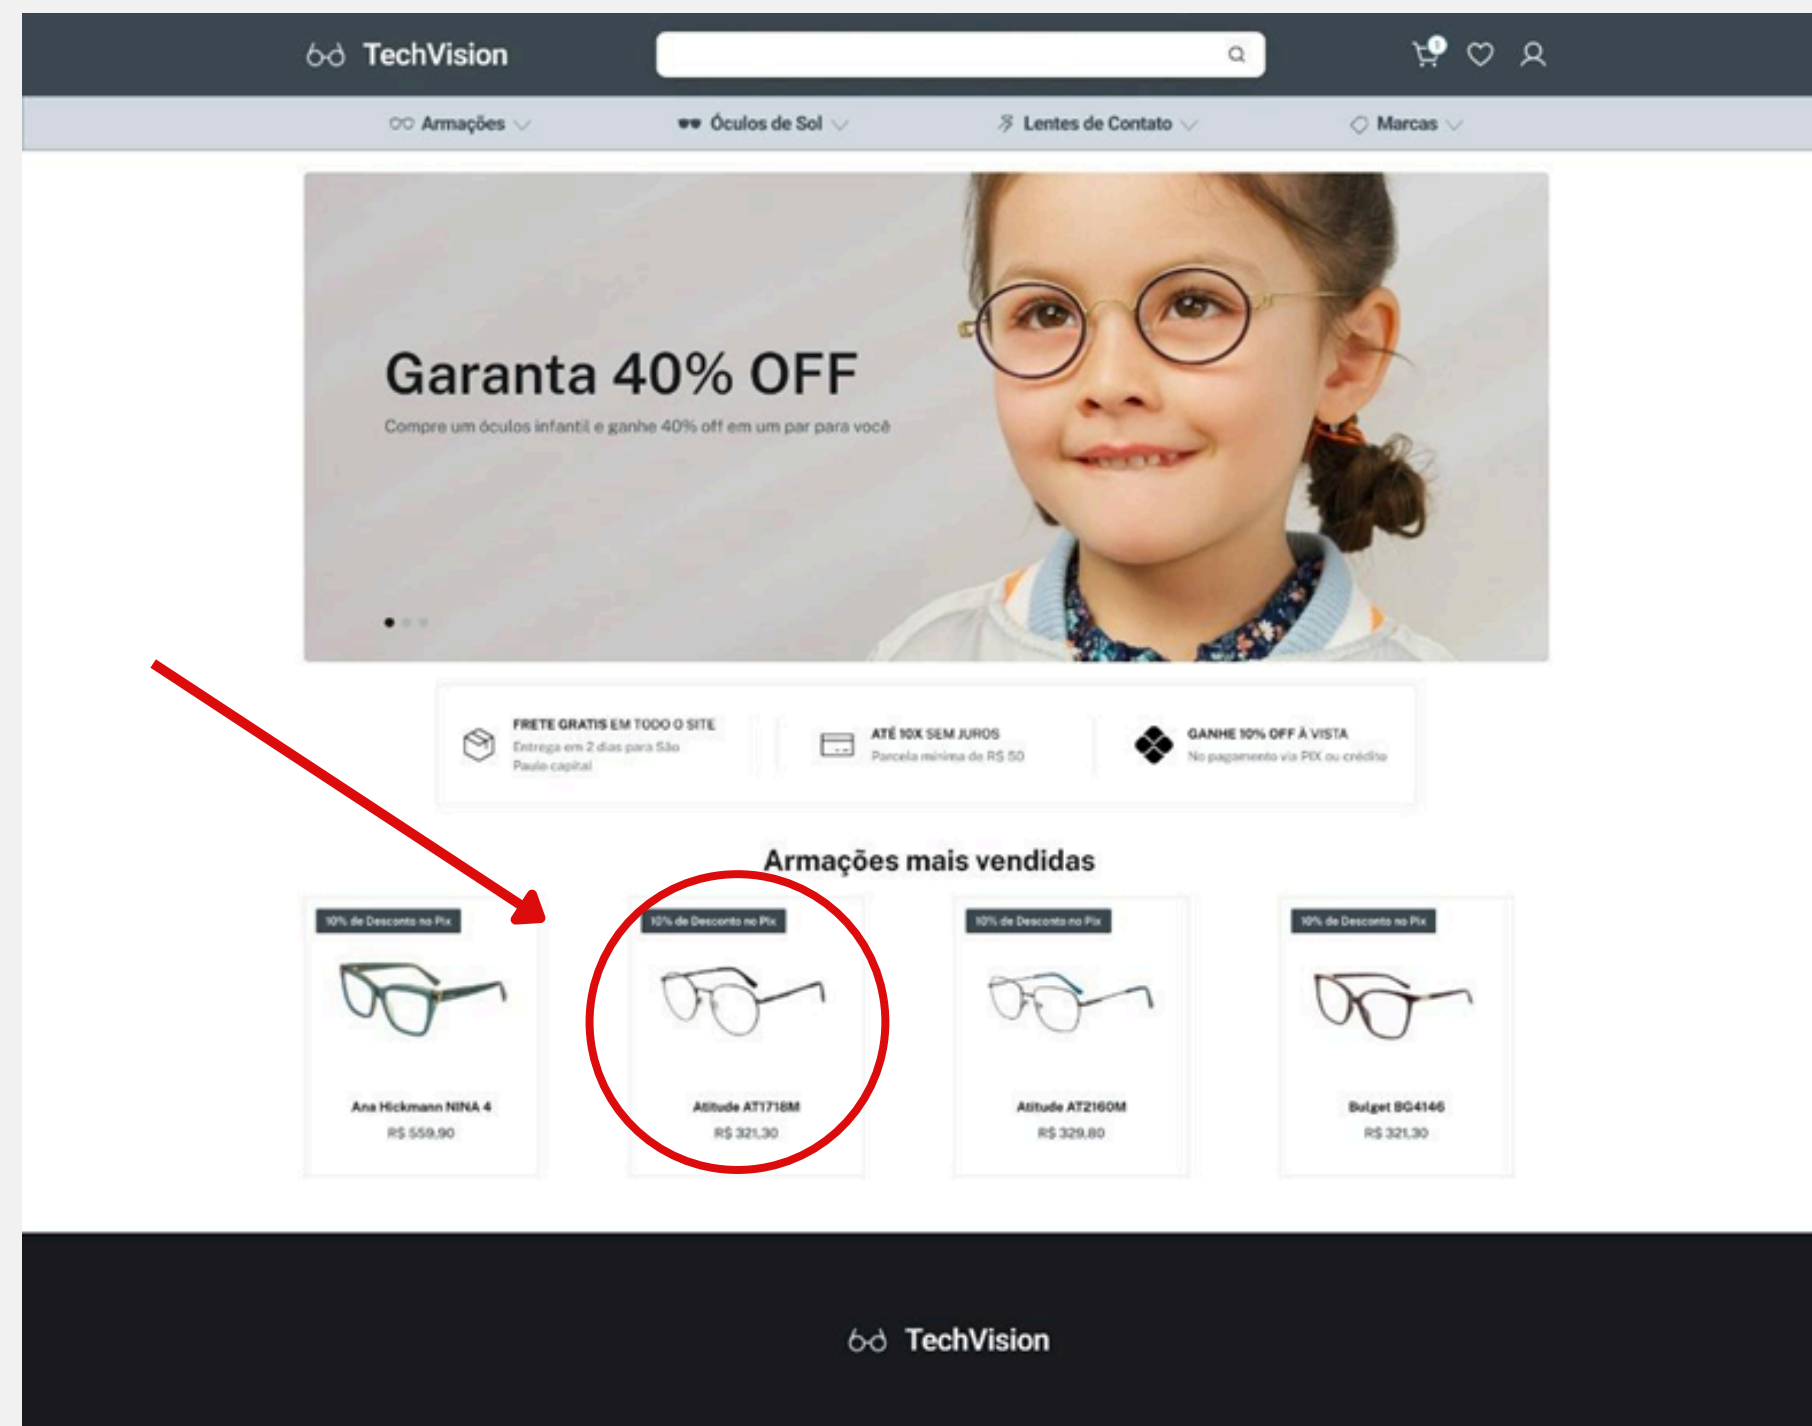 TechVision
1
Armações
Óculos de Sol
Lentes de Contato
Marcas
Garanta 40% OFF
Compre um óculos infantil e ganhe 40% off em um par para você
FRETE GRATIS EM TODO O SITE
Entrega em 2 dias para São
Paulo capital
ATÉ 10X SEM JUROS
Parcela mínima de R$ 50
GANHE 10% OFF À VISTA
No pagamento via PIX ou crédito
Armações mais vendidas
10% de Desconto no Pix
Ana Hickmann NINA 4
R$ 559,90
10% de Desconto no Pix
Atitude AT1718M
R$ 321,30
10% de Desconto no Pix
Atitude AT2160M
R$ 329,80
10% de Desconto no Pix
Bulget BG4146
R$ 321,30
TechVision